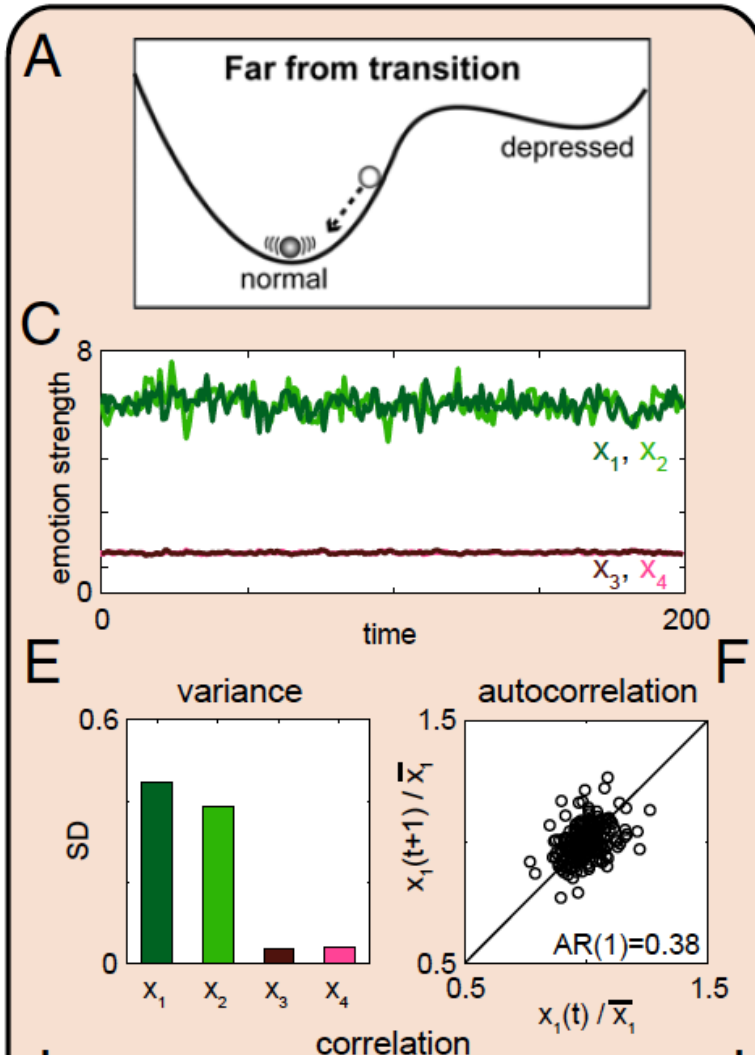 A
Far from transition
depressed
normal
C
8
emotion strength
x₁, x₂
x₃, x₄
0
0
200
time
E
F
variance
autocorrelation
0.6
SD
0
x₁ x₂ x₃ x₄
1.5
x₁(t+1) / x̄₁
AR(1)=0.38
0.5
0.5
1.5
x₁(t) / x̄₁
correlation